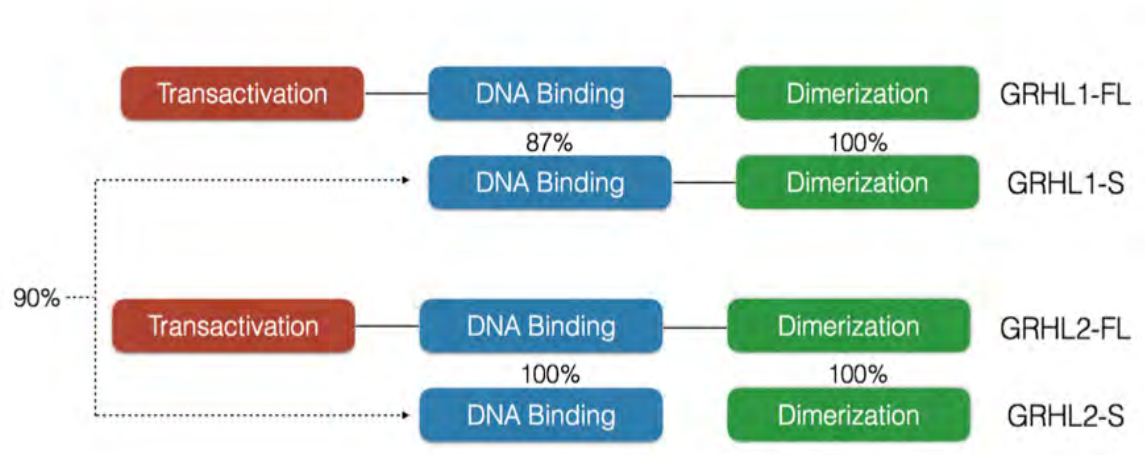 Transactivation DNA Binding Dimerization GRHL1-FL
87% 100%
DNA Binding Dimerization GRHL1-S
90%
Transactivation DNA Binding Dimerization GRHL2-FL
100% 100%
DNA Binding Dimerization GRHL2-S